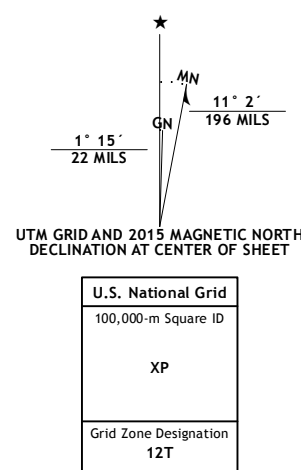 ★
MN
GN
11° 2´
196 MILS
1° 15´
22 MILS
UTM GRID AND 2015 MAGNETIC NORTH
DECLINATION AT CENTER OF SHEET
U.S. National Grid
100,000-m Square ID
XP
Grid Zone Designation
12T